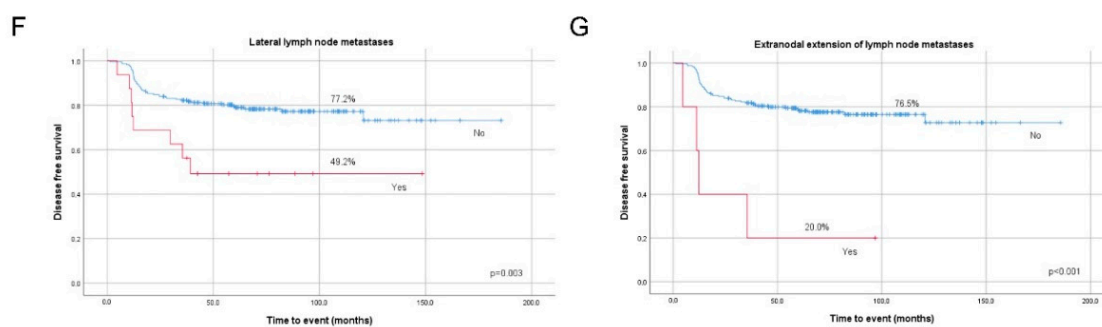 F
Lateral lymph node metastases
Disease free survival
1.0
0.8
0.6
0.4
0.2
0.0
77.2%
No
49.2%
Yes
p=0.003
0.0 50.0 100.0 150.0 200.0
Time to event (months)
G
Extranodal extension of lymph node metastases
Disease free survival
1.0
0.8
0.6
0.4
0.2
0.0
76.5%
No
20.0%
Yes
p<0.001
0.0 50.0 100.0 150.0 200.0
Time to event (months)